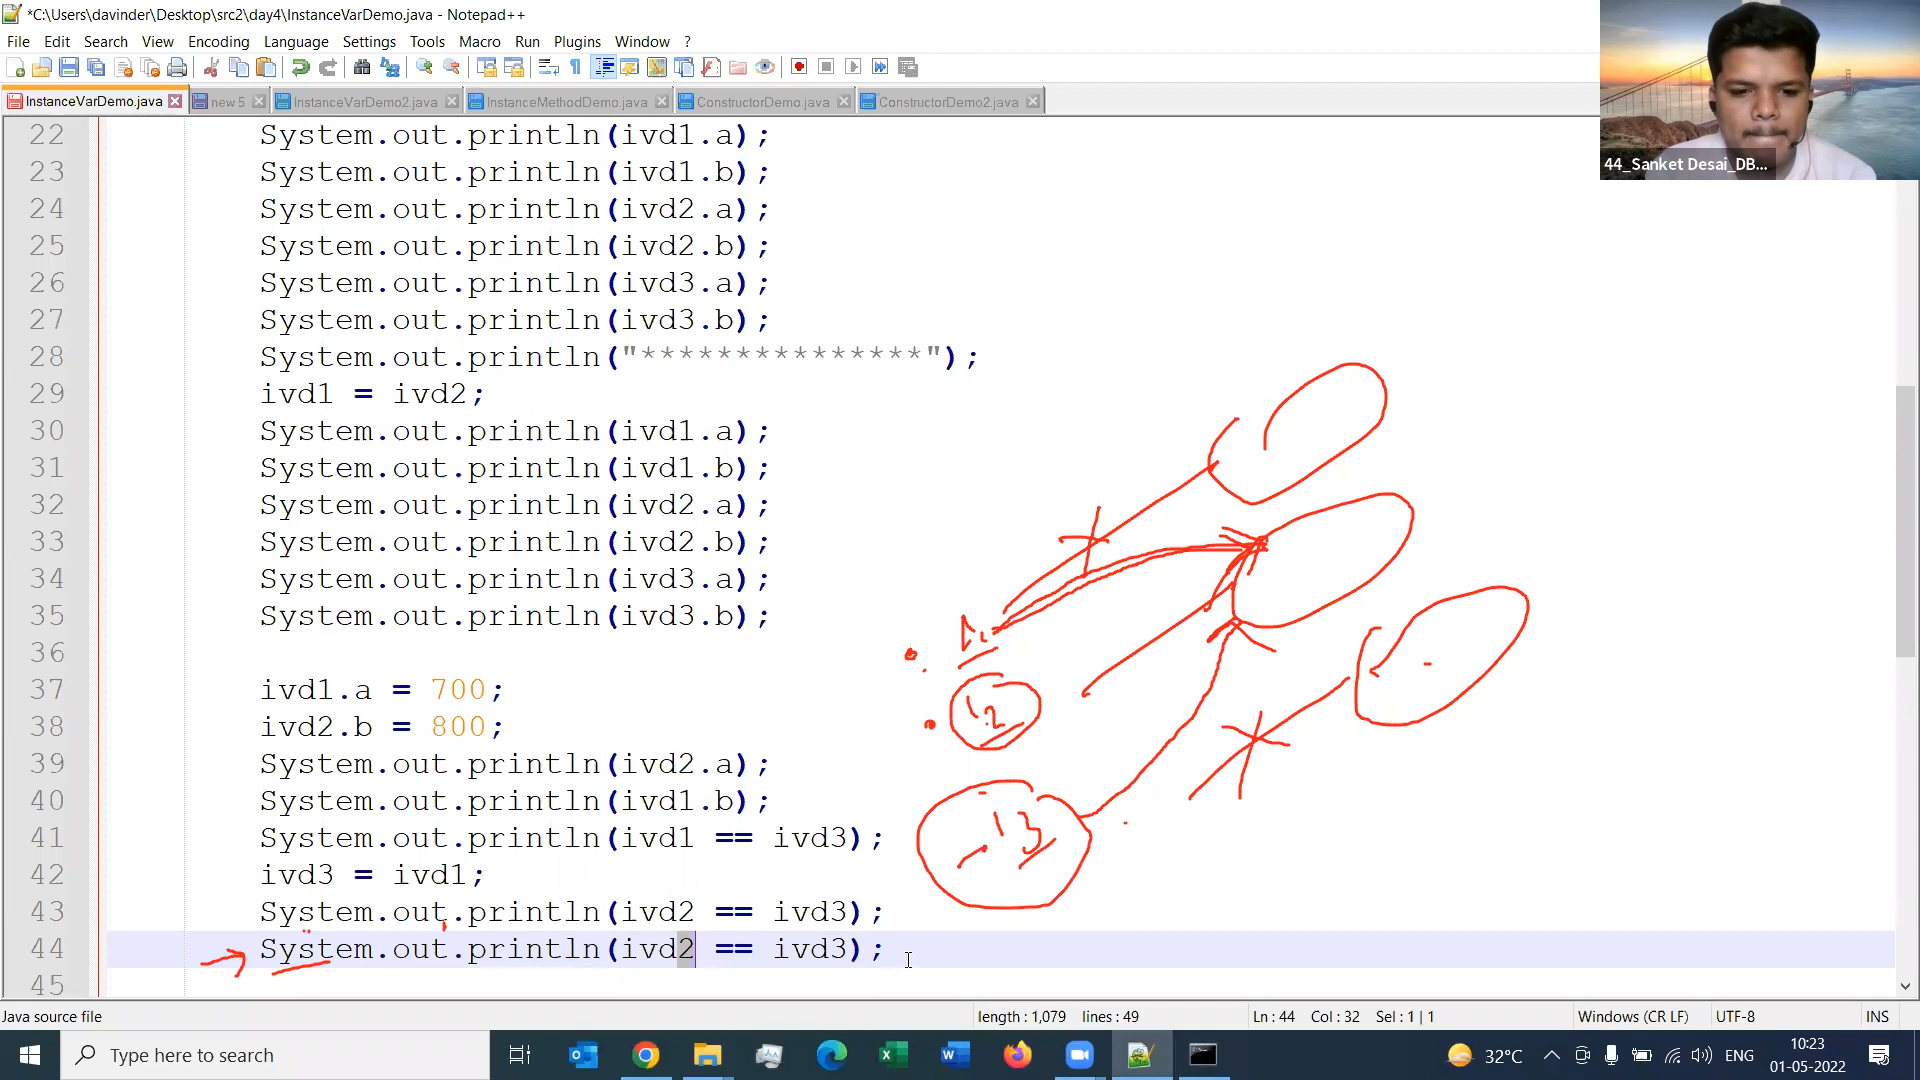 *C:\Users\davinder\Desktop\src2\day4\InstanceVarDemo.java - Notepad++
File Edit Search View Encoding Language Settings Tools Macro Run Plugins Window ?
InstanceVarDemo.java new 5 InstanceVarDemo2.java InstanceMethodDemo.java ConstructorDemo.java ConstructorDemo2.java
44_Sanket Desai_DB...
22 System.out.println(ivd1.a);
23 System.out.println(ivd1.b);
24 System.out.println(ivd2.a);
25 System.out.println(ivd2.b);
26 System.out.println(ivd3.a);
27 System.out.println(ivd3.b);
28 System.out.println("***************");
29 ivd1 = ivd2;
30 System.out.println(ivd1.a);
31 System.out.println(ivd1.b);
32 System.out.println(ivd2.a);
33 System.out.println(ivd2.b);
34 System.out.println(ivd3.a);
35 System.out.println(ivd3.b);
36
37 ivd1.a = 700;
38 ivd2.b = 800;
39 System.out.println(ivd2.a);
40 System.out.println(ivd1.b);
41 System.out.println(ivd1 == ivd3);
42 ivd3 = ivd1;
43 System.out.println(ivd2 == ivd3);
44 System.out.println(ivd2 == ivd3);
45
i2
i3
Java source file length : 1,079 lines : 49 Ln : 44 Col : 32 Sel : 1 | 1 Windows (CR LF) UTF-8 INS
Type here to search 32°C ENG 10:23
01-05-2022